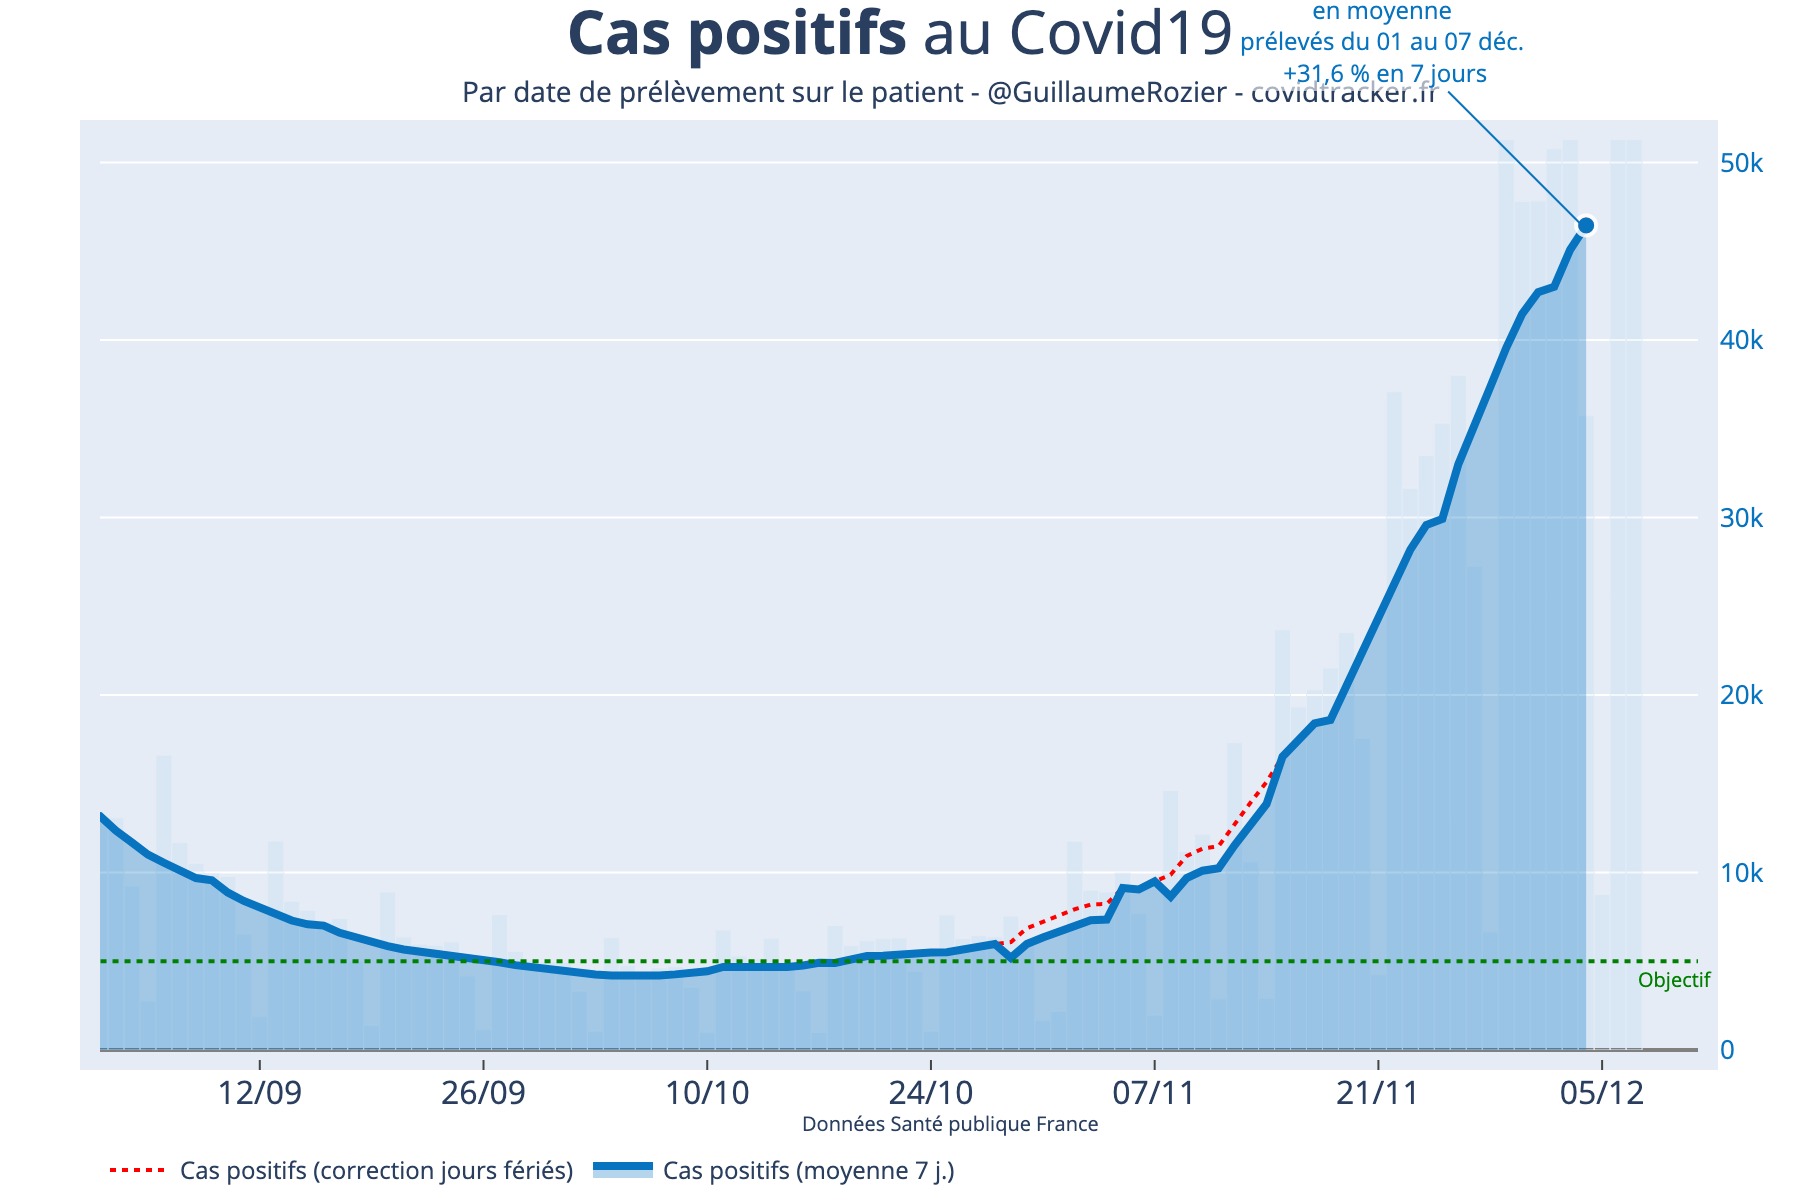 Cas positifs au Covid19
en moyenne
prélevés du 01 au 07 déc.
+31,6 % en 7 jours
Par date de prélèvement sur le patient - @GuillaumeRozier - covidtracker.fr
50k
40k
30k
20k
10k
Objectif
0
12/09
26/09
10/10
24/10
07/11
21/11
05/12
Données Santé publique France
Cas positifs (correction jours fériés)
Cas positifs (moyenne 7 j.)